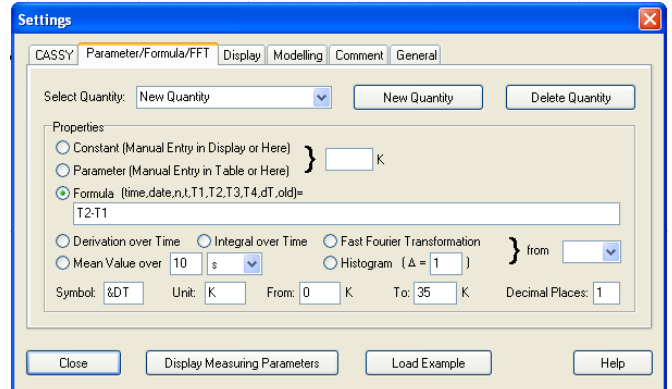 Settings
CASSY Parameter/Formula/FFT Display Modelling Comment General
Select Quantity: New Quantity New Quantity Delete Quantity
Properties
Constant (Manual Entry in Display or Here)
} K
Parameter (Manual Entry in Table or Here)
Formula (time,date,n,t,T1,T2,T3,T4,dT,old)=
T2-T1
Derivation over Time Integral over Time Fast Fourier Transformation } from
Mean Value over 10 s Histogram (Δ = 1 )
Symbol: &DT Unit: K From: 0 K To: 35 K Decimal Places: 1
Close Display Measuring Parameters Load Example Help